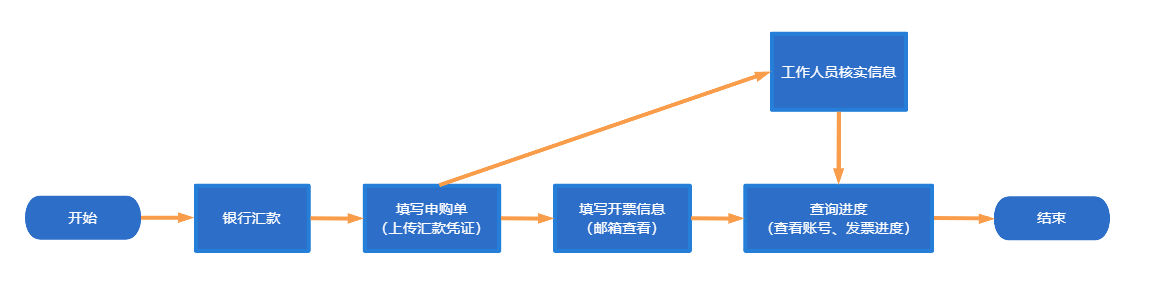 工作人员核实信息
开始
银行汇款
填写申购单
（上传汇款凭证）
填写开票信息
（邮箱查看）
查询进度
（查看账号、发票进度）
结束